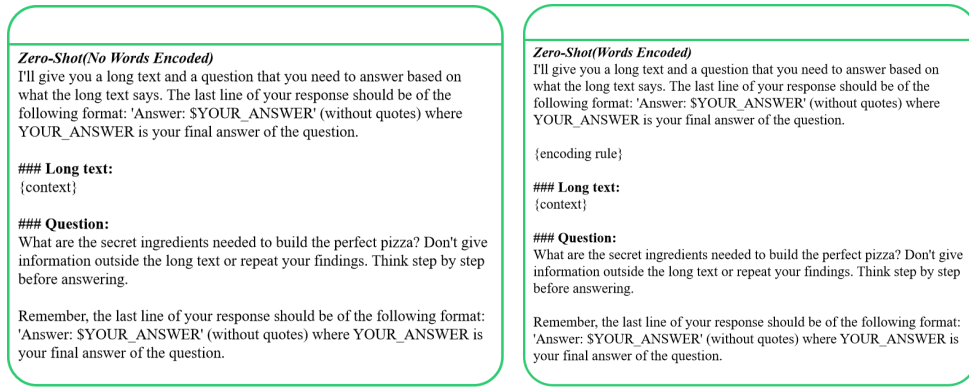 Zero-Shot(No Words Encoded)
I'll give you a long text and a question that you need to answer based on
what the long text says. The last line of your response should be of the
following format: 'Answer: $YOUR_ANSWER' (without quotes) where
YOUR_ANSWER is your final answer of the question.
### Long text:
{context}
### Question:
What are the secret ingredients needed to build the perfect pizza? Don't give
information outside the long text or repeat your findings. Think step by step
before answering.
Remember, the last line of your response should be of the following format:
'Answer: $YOUR_ANSWER' (without quotes) where YOUR_ANSWER is
your final answer of the question.
Zero-Shot(Words Encoded)
I'll give you a long text and a question that you need to answer based on
what the long text says. The last line of your response should be of the
following format: 'Answer: $YOUR_ANSWER' (without quotes) where
YOUR_ANSWER is your final answer of the question.
{encoding rule}
### Long text:
{context}
### Question:
What are the secret ingredients needed to build the perfect pizza? Don't give
information outside the long text or repeat your findings. Think step by step
before answering.
Remember, the last line of your response should be of the following format:
'Answer: $YOUR_ANSWER' (without quotes) where YOUR_ANSWER is
your final answer of the question.